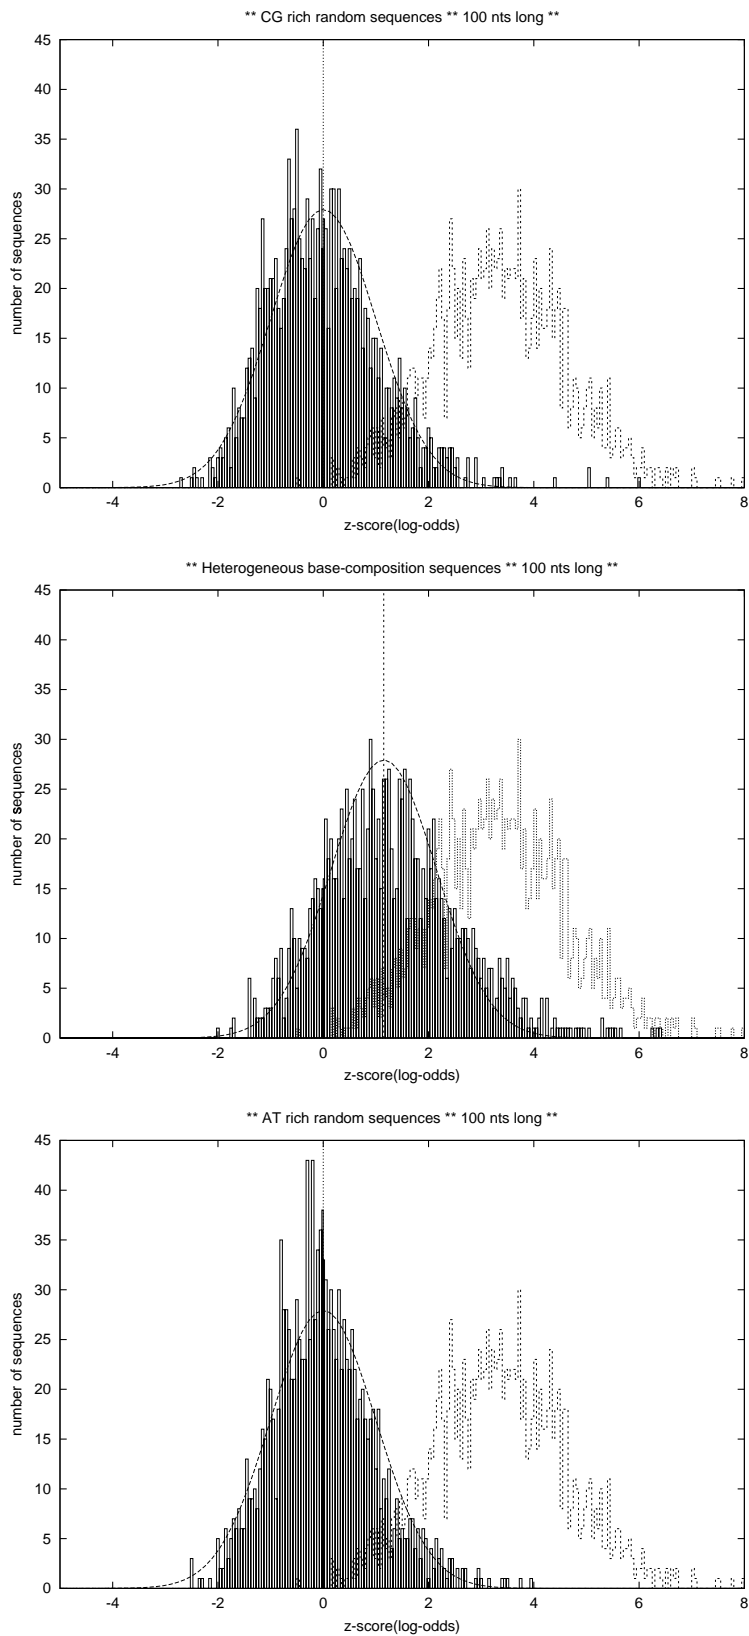 ** CG rich random sequences ** 100 nts long **
45
40
35
30
25
20
15
10
5
0
number of sequences
-4 -2 0 2 4 6 8
z-score(log-odds)
** Heterogeneous base-composition sequences ** 100 nts long **
45
40
35
30
25
20
15
10
5
0
number of sequences
-4 -2 0 2 4 6 8
z-score(log-odds)
** AT rich random sequences ** 100 nts long **
45
40
35
30
25
20
15
10
5
0
number of sequences
-4 -2 0 2 4 6 8
z-score(log-odds)